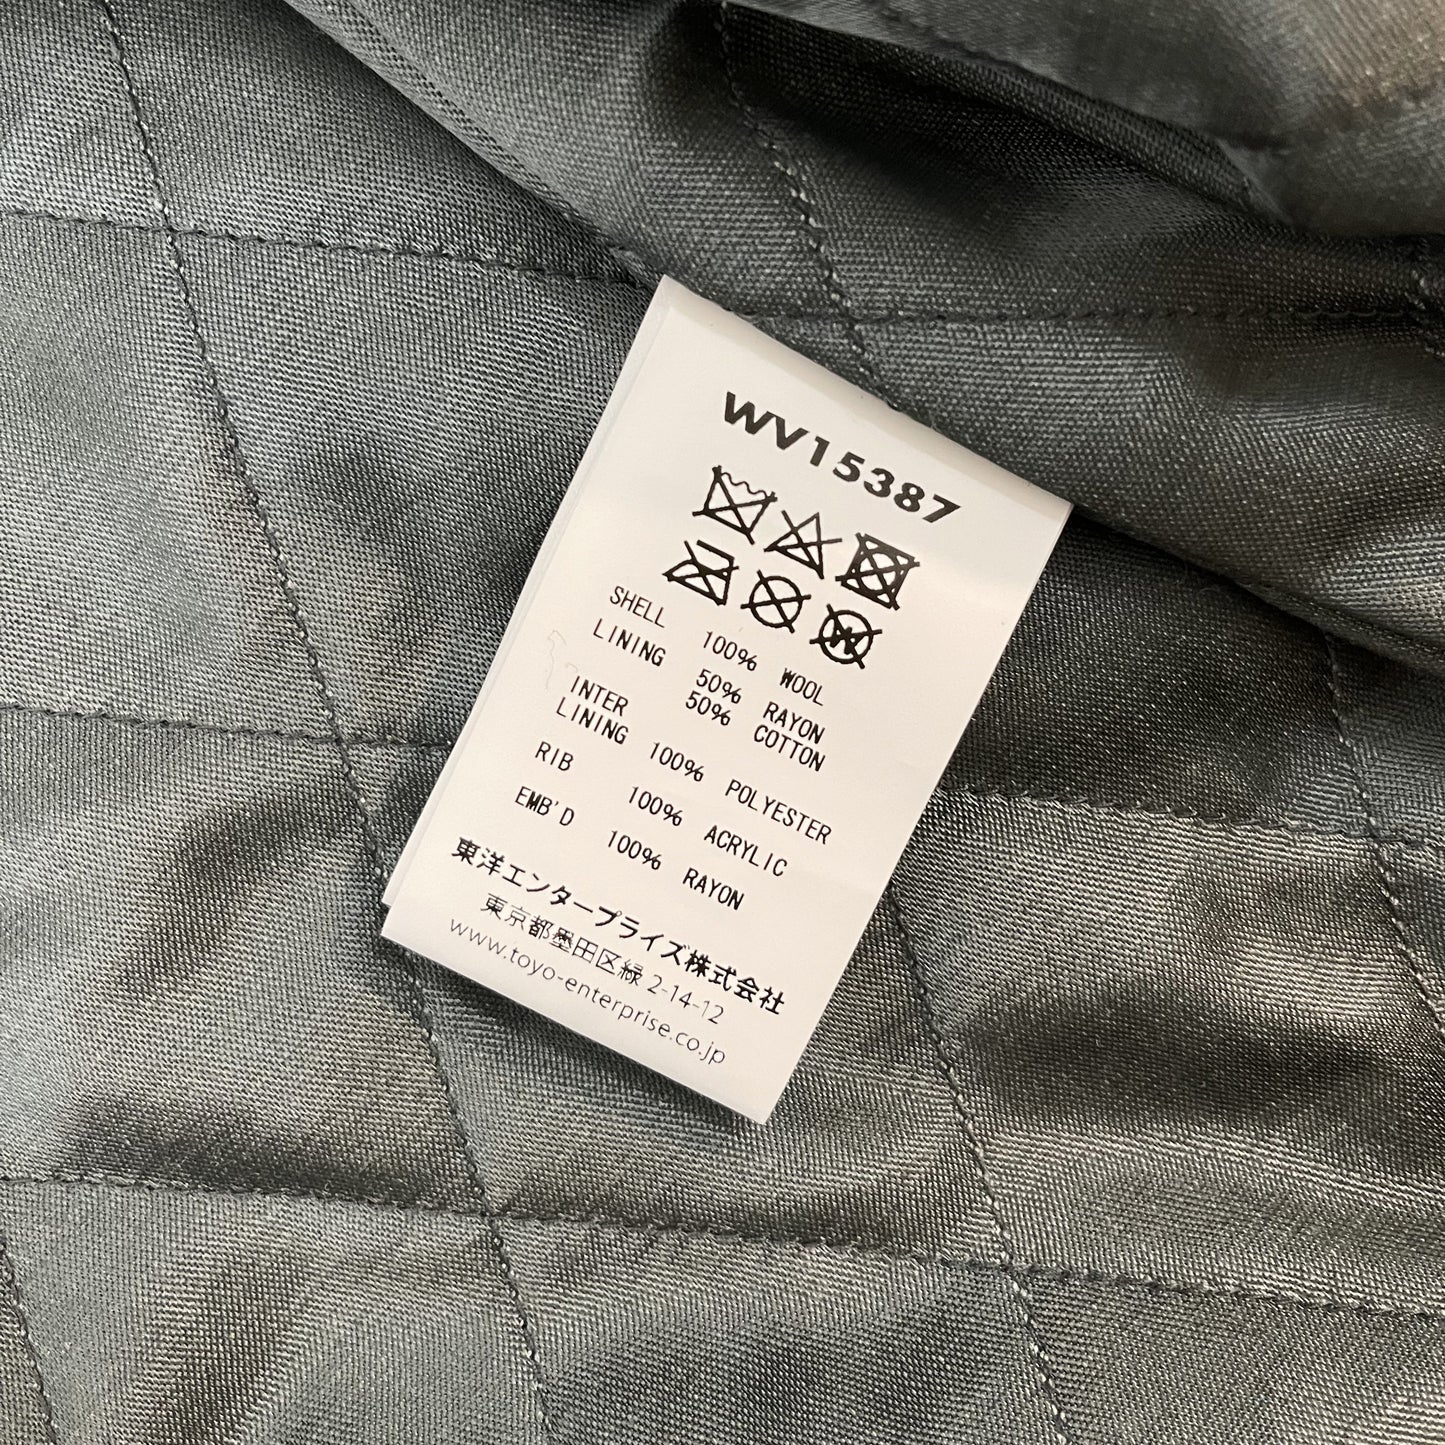 WV15387
SHELL 100% WOOL
LINING 50% RAYON
50% COTTON
INTER
LINING 100% POLYESTER
RIB 100% ACRYLIC
EMB'D 100% RAYON
東洋エンタープライズ株式会社
東京都墨田区緑 2-14-12
www.toyo-enterprise.co.jp